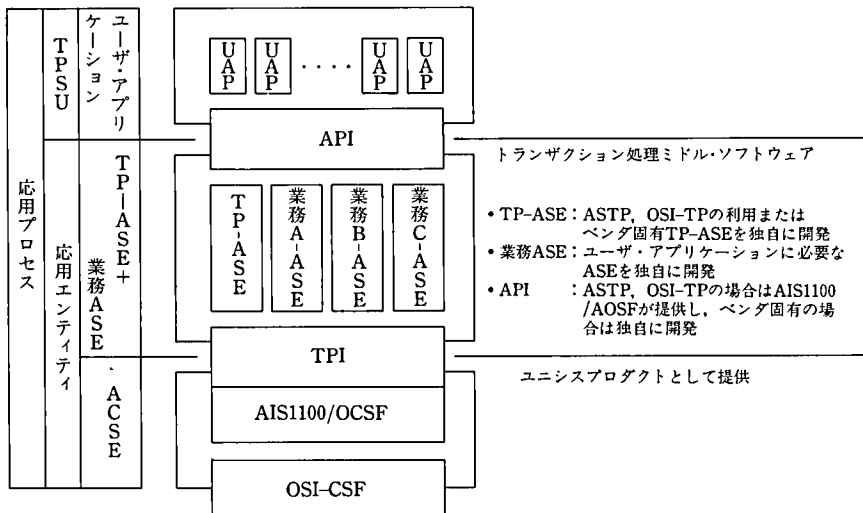 応用プロセス
TPSU
応用エンティティ
ユーザ・アプリ
ケーション
TP-ASE+
業務ASE
ACSE
UAP
UAP
‥‥
UAP
UAP
API
TP-ASE
業務A-ASE
業務B-ASE
業務C-ASE
TPI
AIS1100/OCSF
OSI-CSF
トランザクション処理ミドル・ソフトウェア
• TP-ASE:ASTP,OSI-TPの利用または
ベンダ固有TP-ASEを独自に開発
• 業務ASE:ユーザ・アプリケーションに必要な
ASEを独自に開発
• API :ASTP,OSI-TPの場合はAIS1100
/AOSFが提供し,ベンダ固有の場
合は独自に開発
ユニシスプロダクトとして提供